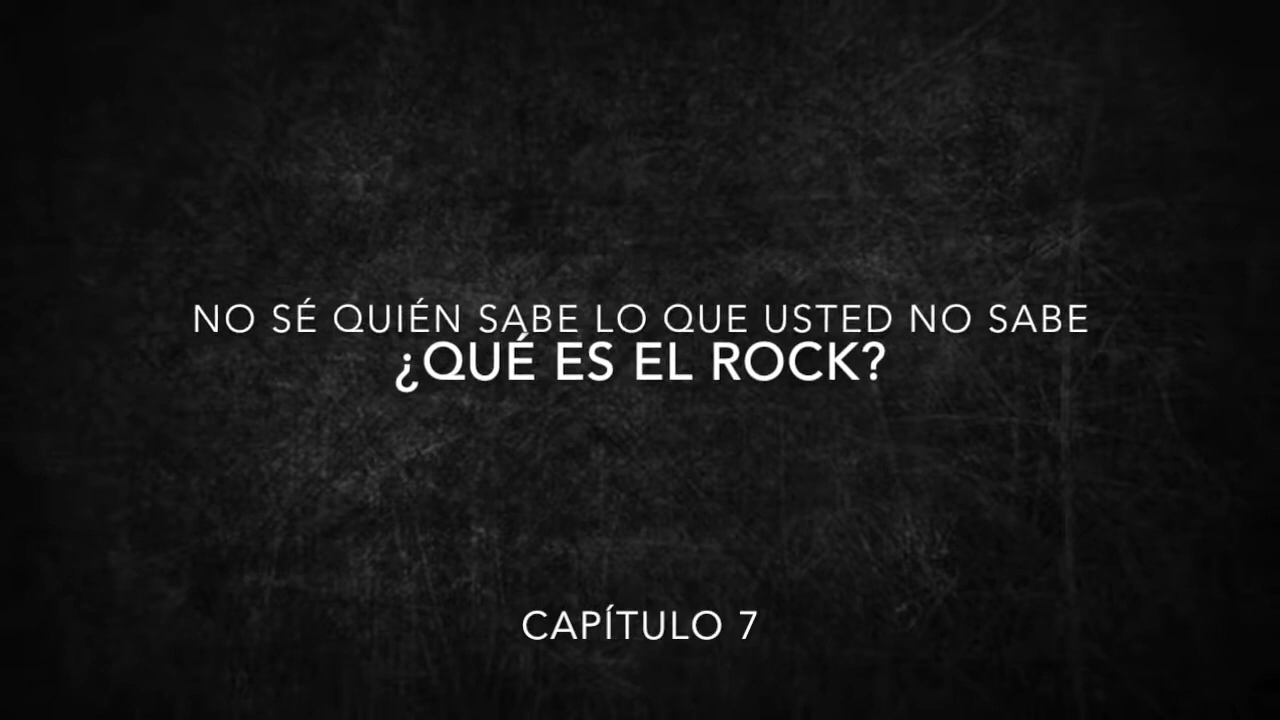 NO SÉ QUIÉN SABE LO QUE USTED NO SABE
¿QUÉ ES EL ROCK?
CAPÍTULO 7